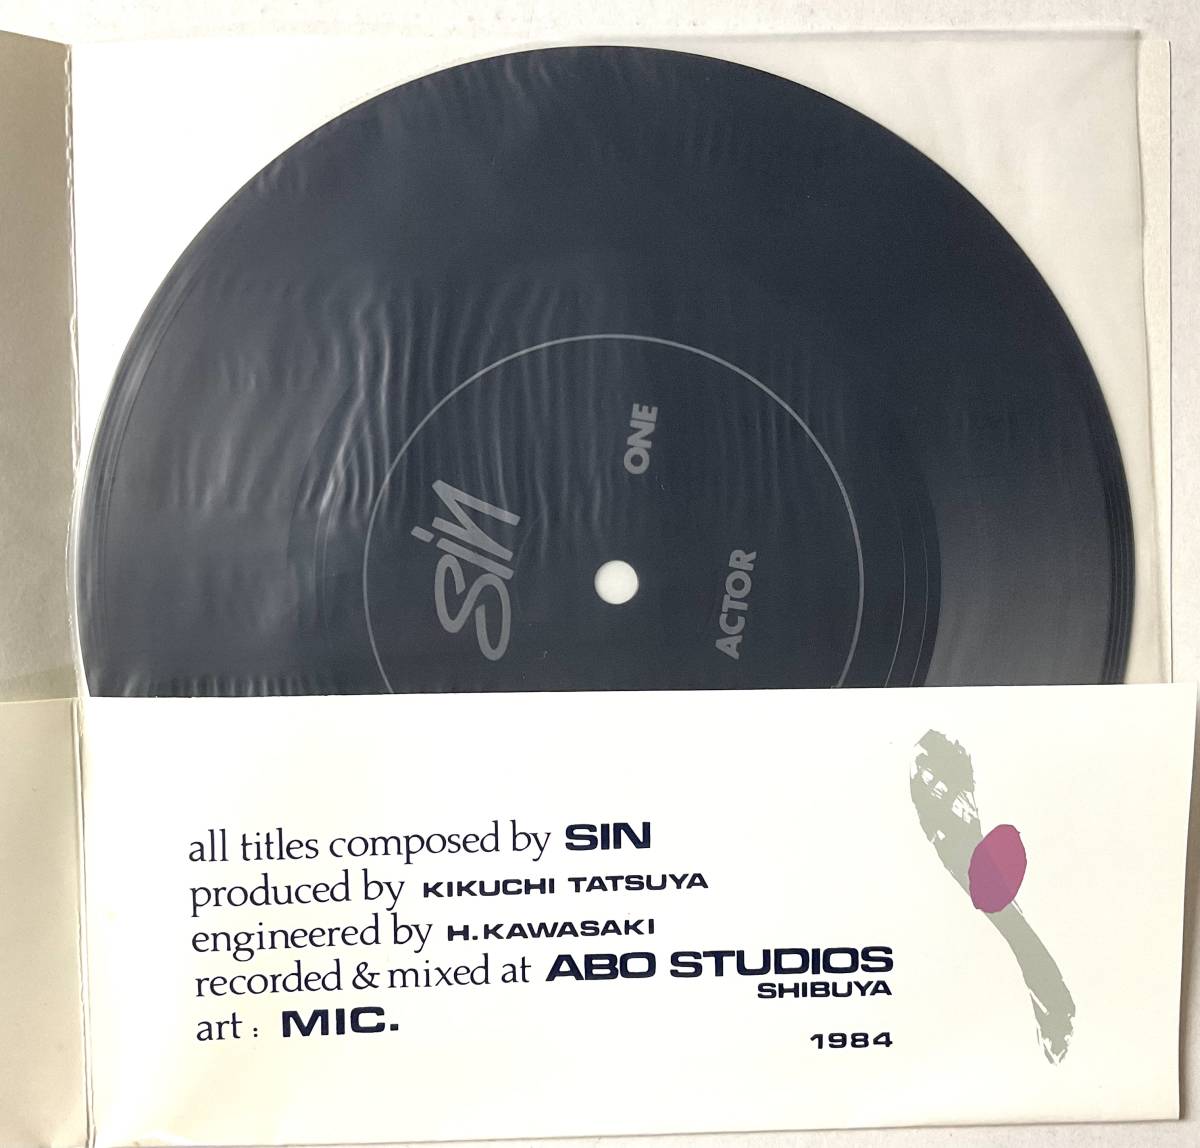 Sin
ONE
ACTOR
all titles composed by SIN
produced by KIKUCHI TATSUYA
engineered by H.KAWASAKI
recorded & mixed at ABO STUDIOS
SHIBUYA
art : MIC.
1984